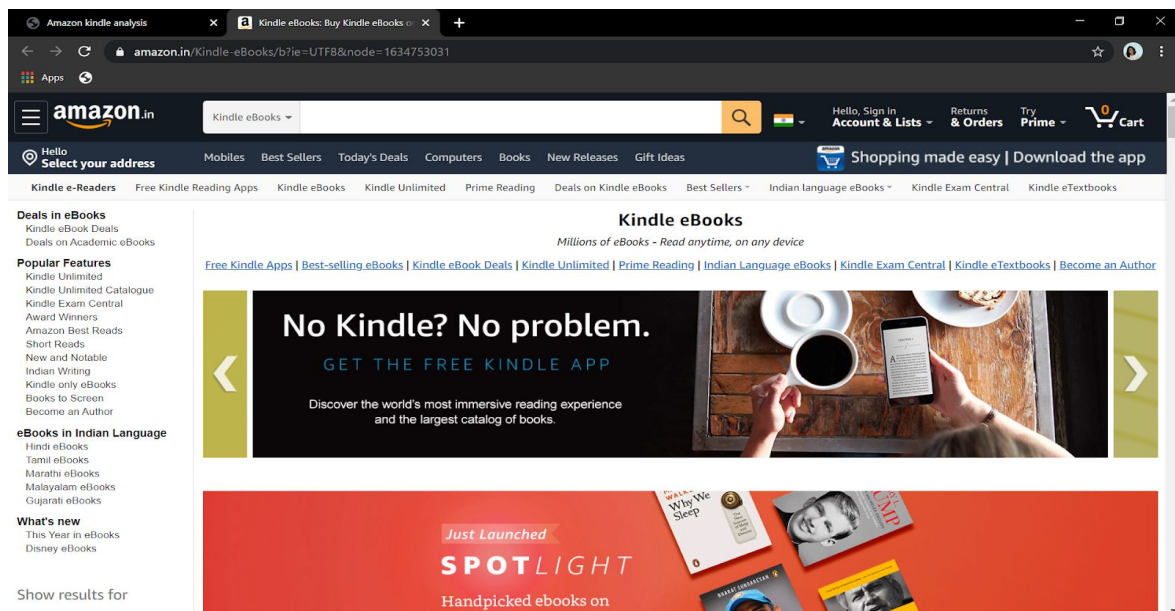 Amazon kindle analysis
Kindle eBooks: Buy Kindle eBooks o
amazon.in/Kindle-eBooks/b?ie=UTF8&node=1634753031
Apps
amazon.in
Kindle eBooks
Hello, Sign in
Account & Lists
Returns
& Orders
Try
Prime
0
Cart
Hello
Select your address
Mobiles Best Sellers Today's Deals Computers Books New Releases Gift Ideas
Shopping made easy | Download the app
Kindle e-Readers Free Kindle Reading Apps Kindle eBooks Kindle Unlimited Prime Reading Deals on Kindle eBooks Best Sellers Indian language eBooks Kindle Exam Central Kindle eTextbooks
Deals in eBooks
Kindle eBook Deals
Deals on Academic eBooks
Popular Features
Kindle Unlimited
Kindle Unlimited Catalogue
Kindle Exam Central
Award Winners
Amazon Best Reads
Short Reads
New and Notable
Indian Writing
Kindle only eBooks
Books to Screen
Become an Author
eBooks in Indian Language
Hindi eBooks
Tamil eBooks
Marathi eBooks
Malayalam eBooks
Gujarati eBooks
What's new
This Year in eBooks
Disney eBooks
Show results for
Kindle eBooks
Millions of eBooks - Read anytime, on any device
Free Kindle Apps | Best-selling eBooks | Kindle eBook Deals | Kindle Unlimited | Prime Reading | Indian Language eBooks | Kindle Exam Central | Kindle eTextbooks | Become an Author
No Kindle? No problem.
GET THE FREE KINDLE APP
Discover the world's most immersive reading experience
and the largest catalog of books.
Just Launched
SPOTLIGHT
Handpicked ebooks on
Why We
Sleep
BHARAT SUNDARESAN